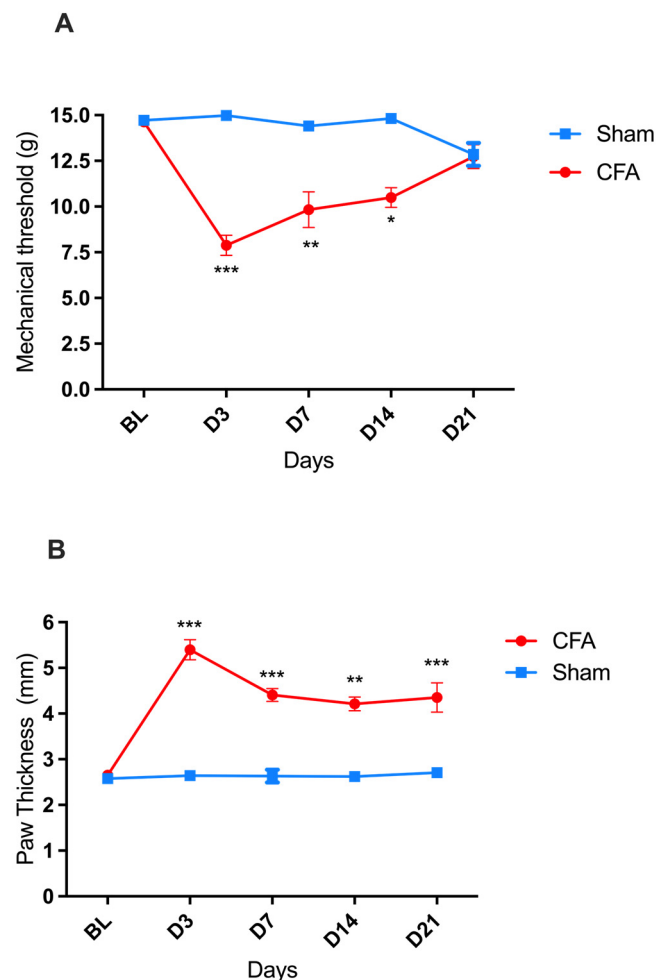 A
Mechanical threshold (g)
15.0
12.5
10.0
7.5
5.0
2.5
0.0
***
**
*
BL
D3
D7
D14
D21
Days
Sham
CFA
B
Paw Thickness (mm)
6
5
4
3
2
1
0
***
***
**
***
BL
D3
D7
D14
D21
Days
CFA
Sham